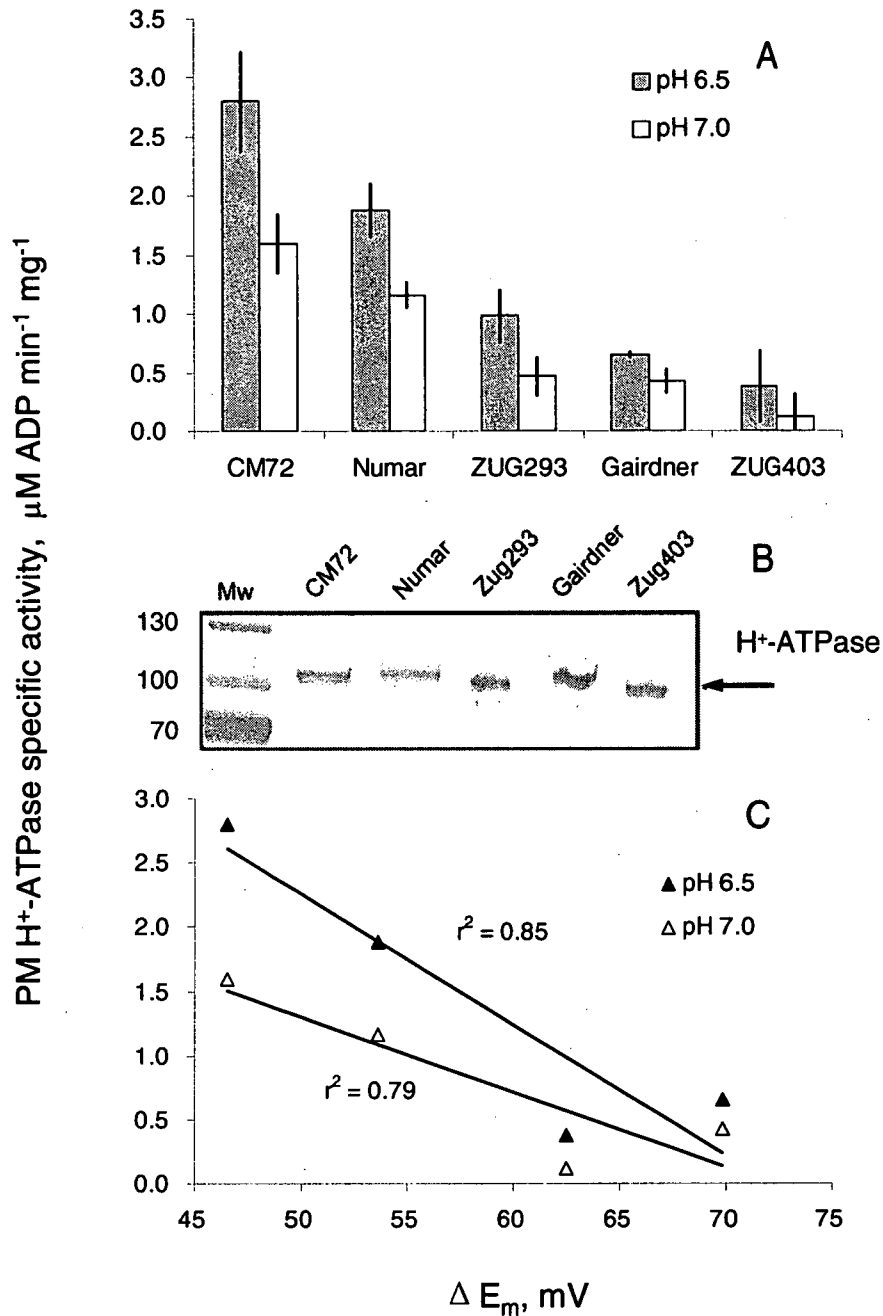 PM H⁺-ATPase specific activity, μM ADP min⁻¹ mg⁻¹
A
3.5
3.0
2.5
2.0
1.5
1.0
0.5
0.0
pH 6.5
pH 7.0
CM72 Numar ZUG293 Gairdner ZUG403
B
Mw CM72 Numar Zug293 Gairdner Zug403
130
100
70
H⁺-ATPase
C
3.0
2.5
2.0
1.5
1.0
0.5
0.0
pH 6.5
pH 7.0
r² = 0.85
r² = 0.79
45 50 55 60 65 70 75
Δ Eₘ, mV